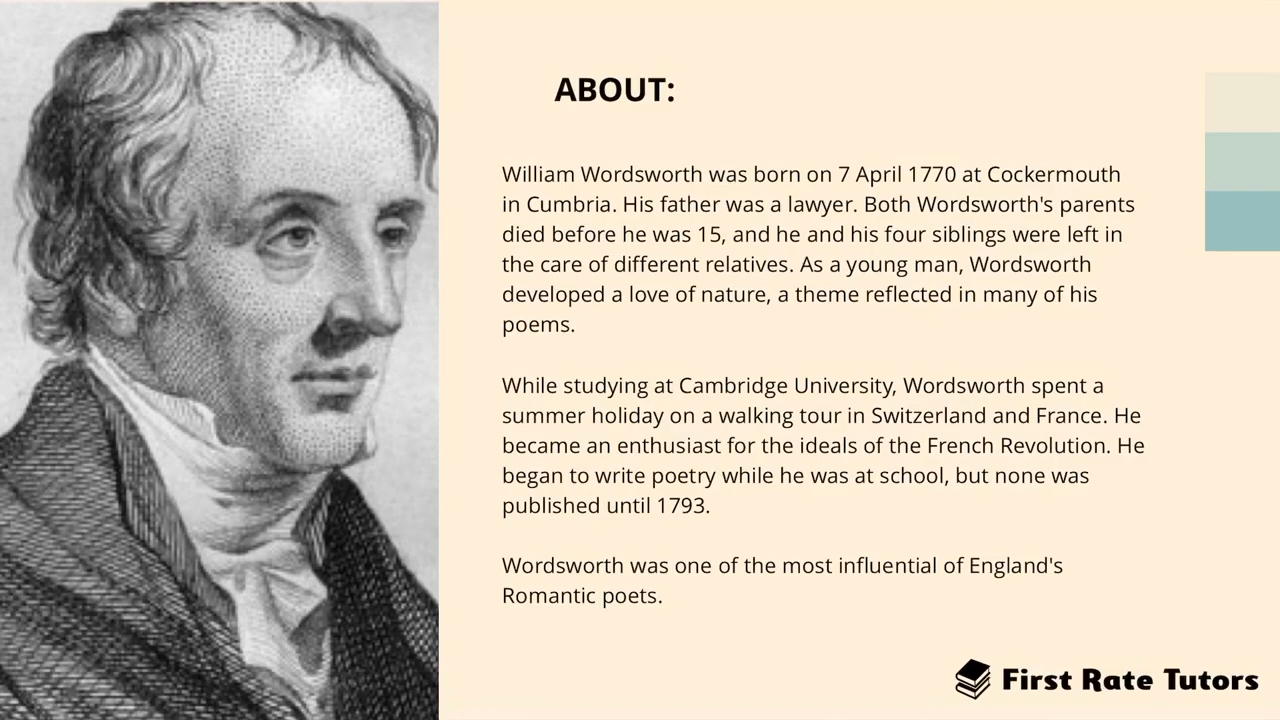 ABOUT:
William Wordsworth was born on 7 April 1770 at Cockermouth
in Cumbria. His father was a lawyer. Both Wordsworth's parents
died before he was 15, and he and his four siblings were left in
the care of different relatives. As a young man, Wordsworth
developed a love of nature, a theme reflected in many of his
poems.
While studying at Cambridge University, Wordsworth spent a
summer holiday on a walking tour in Switzerland and France. He
became an enthusiast for the ideals of the French Revolution. He
began to write poetry while he was at school, but none was
published until 1793.
Wordsworth was one of the most influential of England's
Romantic poets.
First Rate Tutors